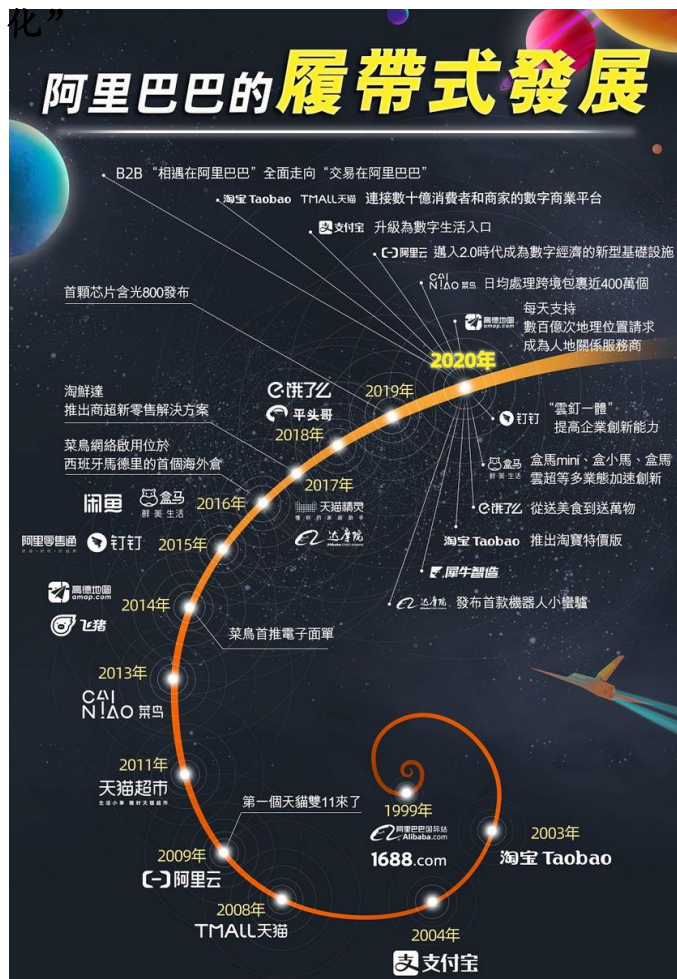 化”
阿里巴巴的履帶式發展
B2B “相遇在阿里巴巴”全面走向“交易在阿里巴巴”
淘宝 Taobao TMALL天猫 連接數十億消費者和商家的數字商業平台
支 支付宝 升級為數字生活入口
阿里云 邁入2.0時代成為數字經濟的新型基礎設施
CAINIAO 菜鸟 日均處理跨境包裹近400萬個
首顆芯片含光800發布
每天支持
高德地圖 amap.com 數百億次地理位置請求
成為人地關係服務商
2020年
淘鮮達
推出商超新零售解決方案
饿了么
平头哥
2019年
2018年
“雲釘一體”
钉钉 提高企業創新能力
菜鳥網絡啟用位於
西班牙馬德里的首個海外倉
2017年
天猫精灵
达摩院
盒马 鲜美生活
盒馬mini、盒小馬、盒馬
雲超等多業態加速創新
闲鱼
盒马
鲜美生活
2016年
饿了么 從送美食到送萬物
阿里零售通
钉钉
2015年
淘宝 Taobao 推出淘寶特價版
犀牛智造
高德地圖
amap.com
飞猪
2014年
达摩院 發布首款機器人小蠻驢
菜鳥首推電子面單
2013年
CAINIAO 菜鸟
2011年
天猫超市
第一個天貓雙11來了
1999年
阿里巴巴国际站
Alibaba.com
1688.com
2003年
淘宝 Taobao
2009年
阿里云
2008年
TMALL天猫
2004年
支 支付宝